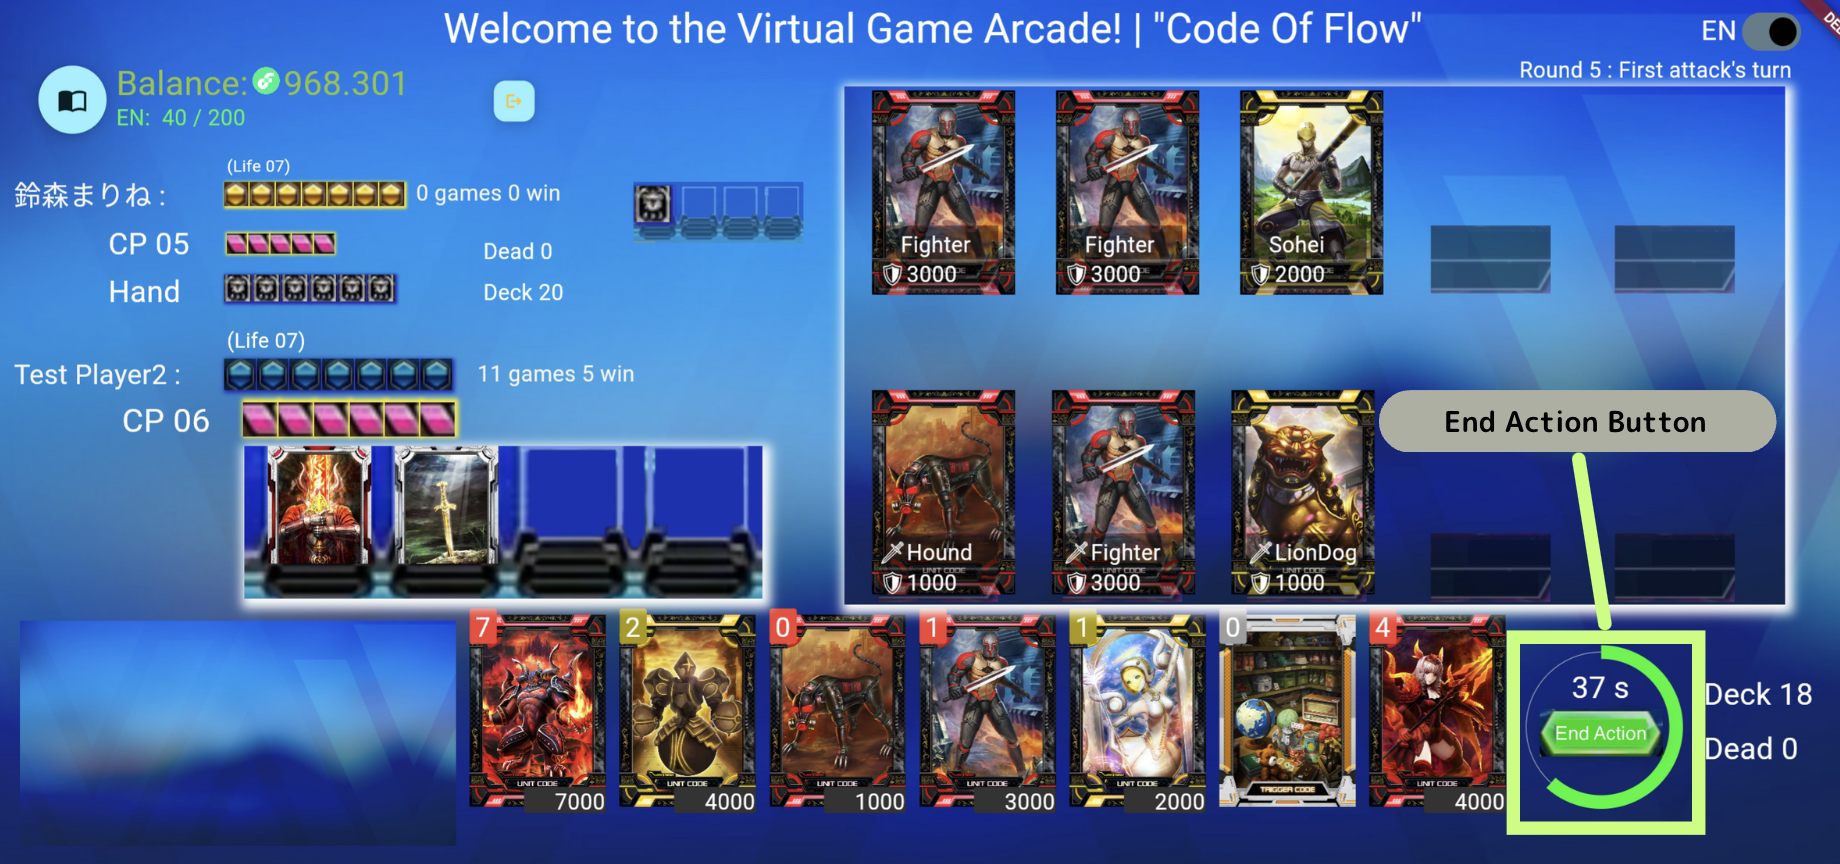 Welcome to the Virtual Game Arcade! | "Code Of Flow"
EN
Round 5 : First attack's turn
Balance: 968.301
EN: 40 / 200
(Life 07)
鈴森まりね :
0 games 0 win
CP 05
Dead 0
Hand
Deck 20
(Life 07)
Test Player2 :
11 games 5 win
CP 06
Fighter
3000
Fighter
3000
Sohei
2000
Hound
1000
Fighter
3000
UNIT CODE
LionDog
1000
UNIT CODE
End Action Button
7
UNIT CODE
7000
2
UNIT CODE
4000
0
UNIT CODE
1000
1
UNIT CODE
3000
1
UNIT CODE
2000
0
TRIGGER CODE
4
UNIT CODE
4000
37 s
End Action
Deck 18
Dead 0